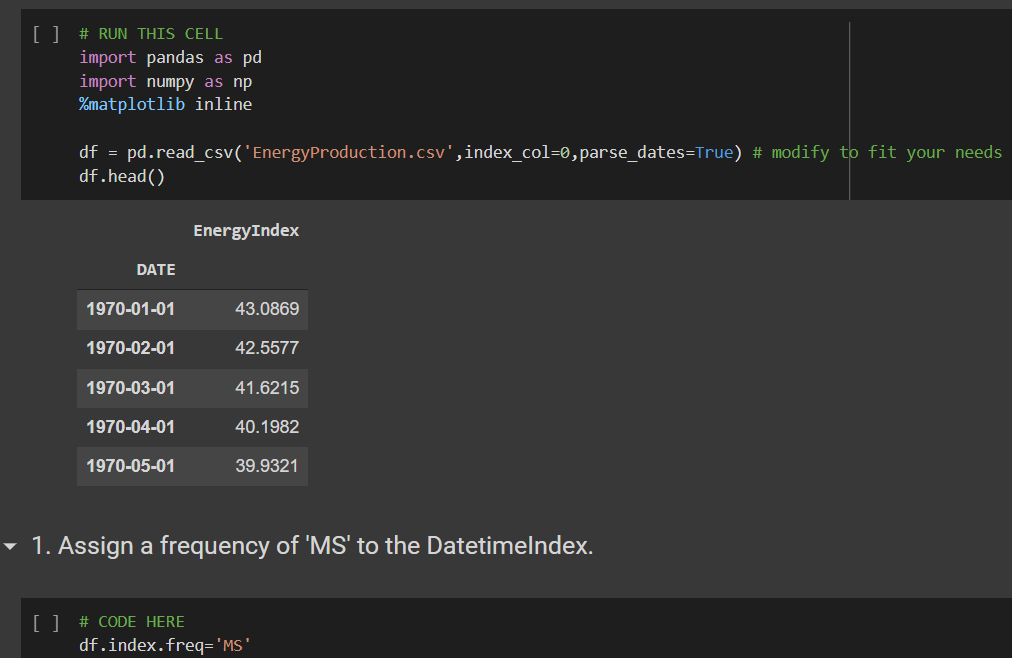 [ ] # RUN THIS CELL
import pandas as pd
import numpy as np
%matplotlib inline
df = pd.read_csv('EnergyProduction.csv',index_col=0,parse_dates=True) # modify to fit your needs
df.head()
EnergyIndex
DATE
1970-01-01 43.0869
1970-02-01 42.5577
1970-03-01 41.6215
1970-04-01 40.1982
1970-05-01 39.9321
1. Assign a frequency of 'MS' to the DatetimeIndex.
[ ] # CODE HERE
df.index.freq='MS'